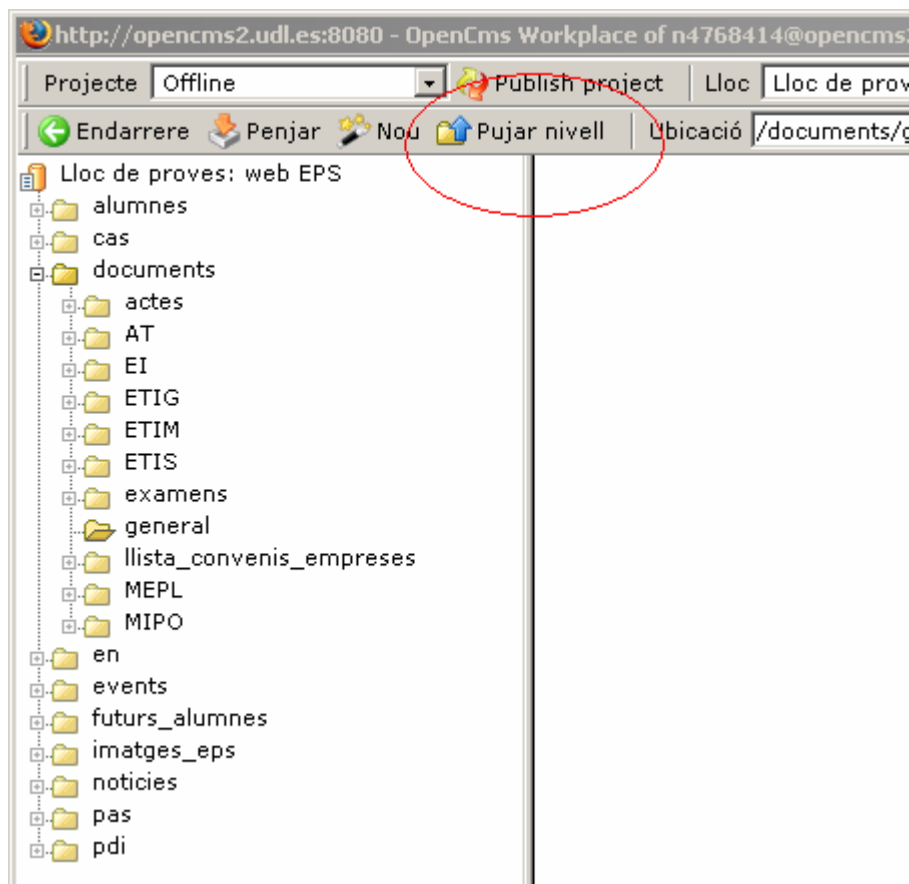 http://opencms2.udl.es:8080 - OpenCms Workplace of n4768414@opencms2
Projecte Offline Publish project Lloc Lloc de prov
Endarrere Penjar Nou Pujar nivell Ubicació /documents/g
Lloc de proves: web EPS
alumnes
cas
documents
actes
AT
EI
ETIG
ETIM
ETIS
examens
general
llista_convenis_empreses
MEPL
MIPO
en
events
futurs_alumnes
imatges_eps
noticies
pas
pdi